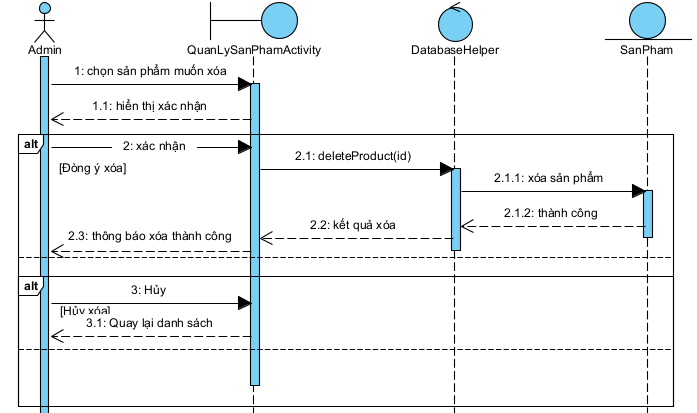 Admin
QuanLySanPhamActivity
DatabaseHelper
SanPham
1: chọn sản phẩm muốn xóa
1.1: hiển thị xác nhận
alt
2: xác nhận
[Đòng ý xóa]
2.1: deleteProduct(id)
2.1.1: xóa sản phẩm
2.1.2: thành công
2.2: kết quả xóa
2.3: thông báo xóa thành công
alt
3: Hủy
[Hủy xóa]
3.1: Quay lại danh sách